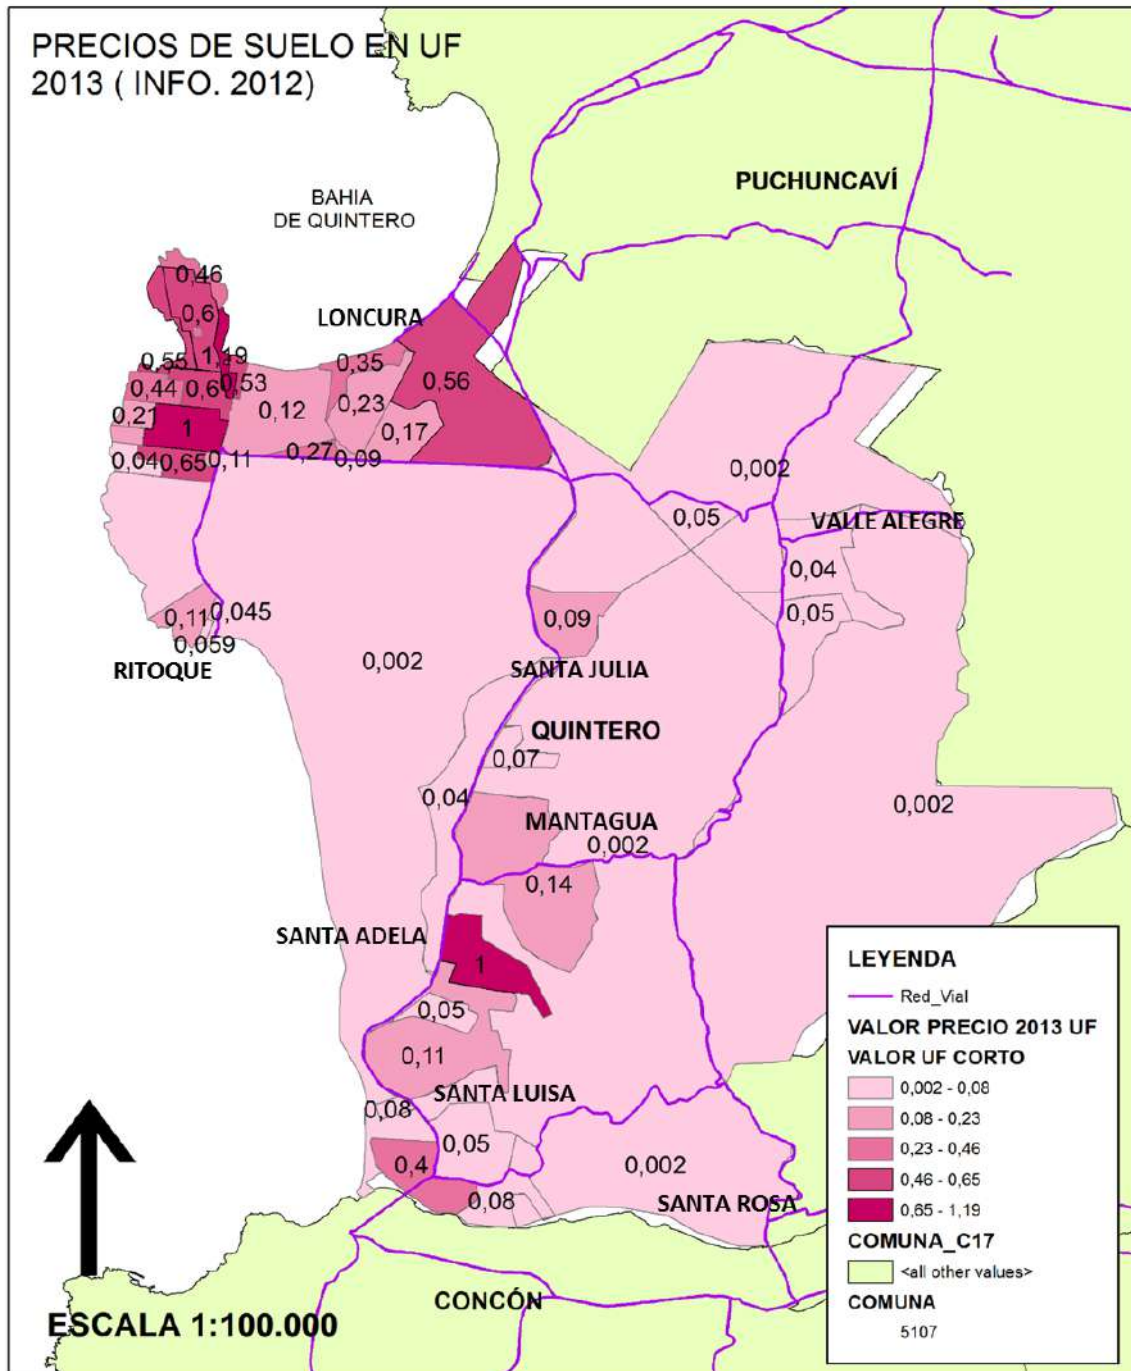 PRECIOS DE SUELO EN UF
2013 ( INFO. 2012)
PUCHUNCAVÍ
BAHIA
DE QUINTERO
0,46
0,6
LONCURA
1,19
0,55
0,35
0,44
0,6
0,53
0,56
0,21
0,12
0,23
1
0,17
0,27
0,04
0,65
0,11
0,09
0,002
0,05
VALLE ALEGRE
0,04
0,11
0,045
0,09
0,05
0,059
RITOQUE
0,002
SANTA JULIA
QUINTERO
0,07
0,04
0,002
MANTAGUA
0,002
0,14
SANTA ADELA
1
0,05
0,11
SANTA LUISA
0,08
0,05
0,4
0,002
0,08
SANTA ROSA
LEYENDA
Red_Vial
VALOR PRECIO 2013 UF
VALOR UF CORTO
0,002 - 0,08
0,08 - 0,23
0,23 - 0,46
0,46 - 0,65
0,65 - 1,19
COMUNA_C17
<all other values>
COMUNA
5107
CONCÓN
ESCALA 1:100.000